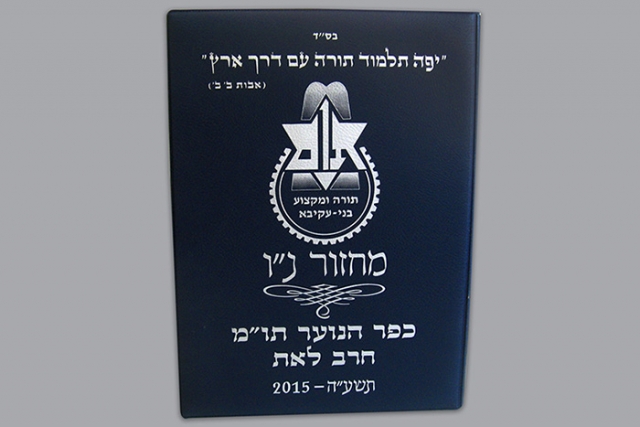 בס"ד
"יפה תלמוד תורה עם דרך ארץ"
(אבות ב' ב')
תום
תורה ומקצוע
בני-עקיבא
מחזור נ"ו
כפר הנוער תו"מ
חרב לאת
תשע"ה – 2015